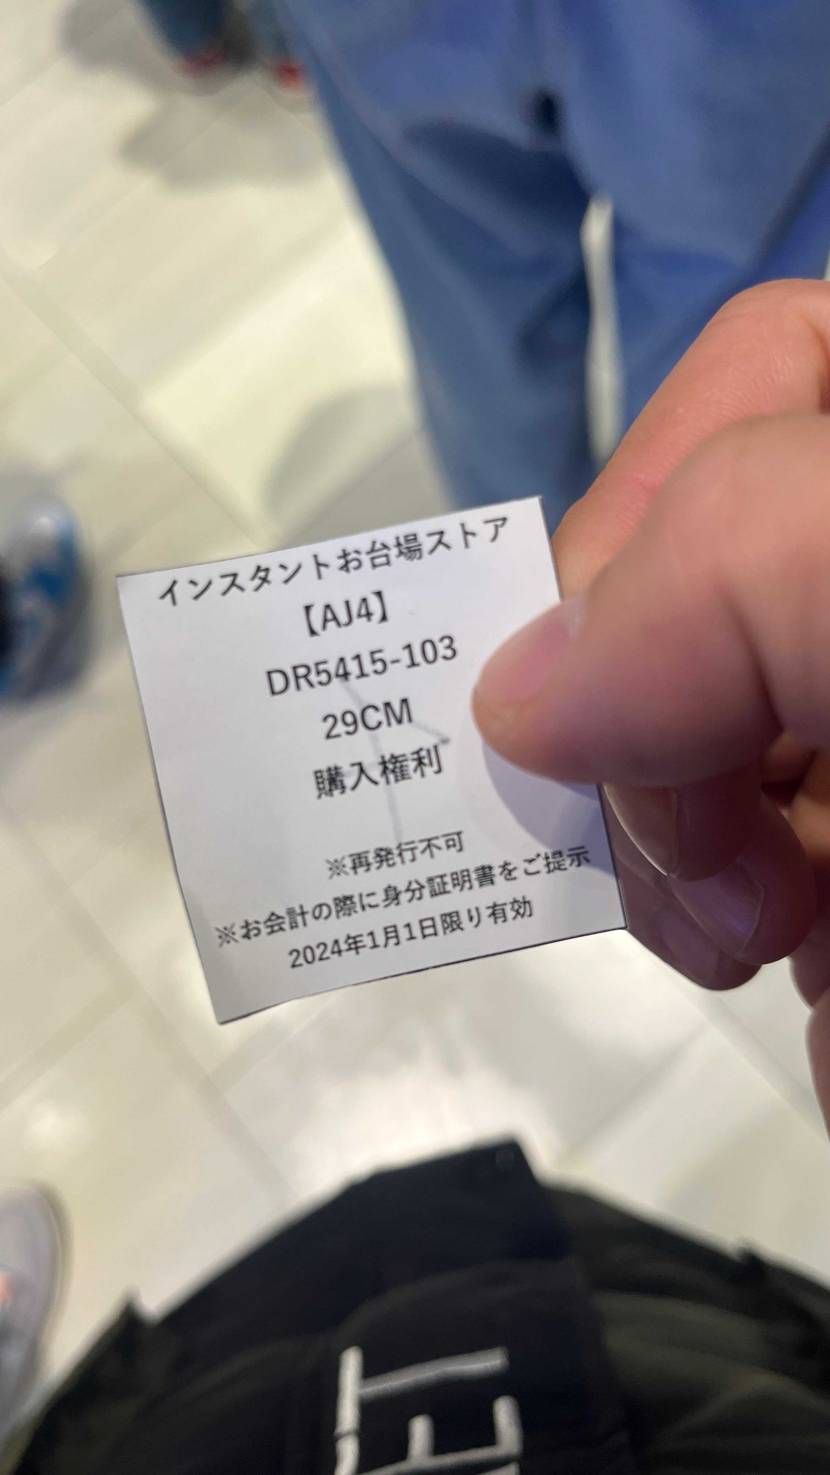 インスタントお台場ストア
【AJ4】
DR5415-103
29CM
購入権利
※再発行不可
※お会計の際に身分証明書をご提示
2024年1月1日限り有効